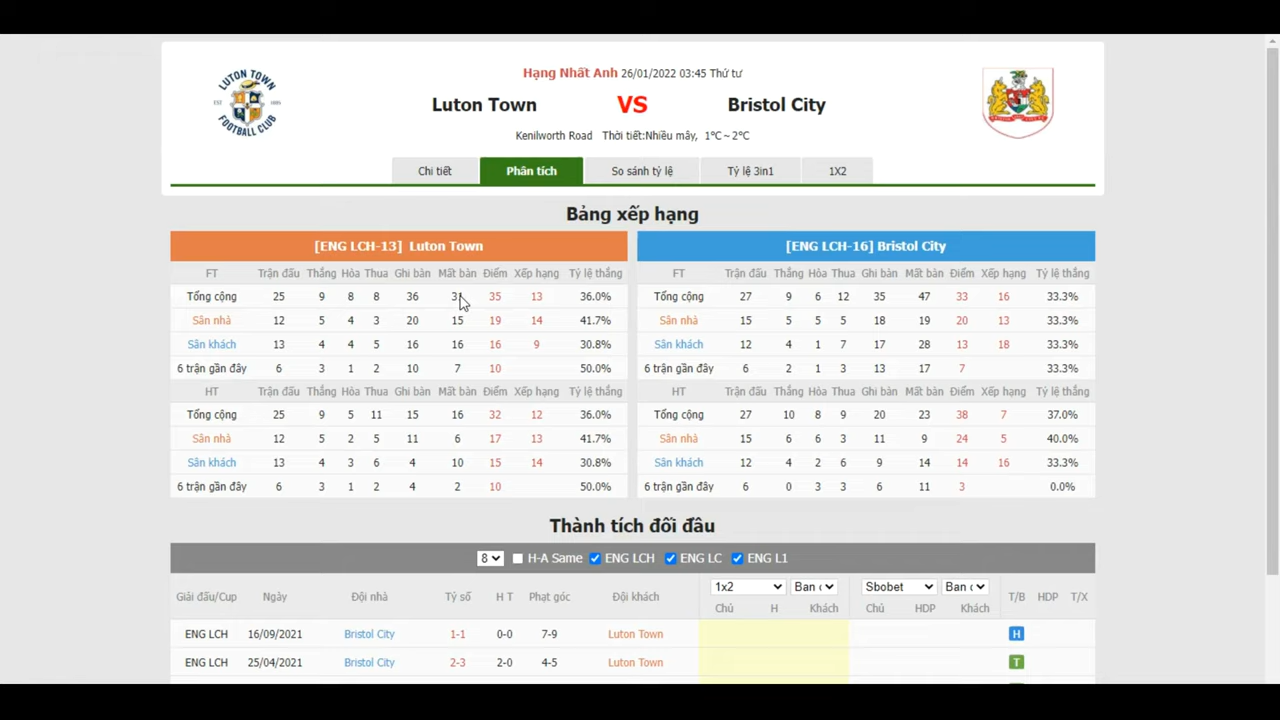 LUTON TOWN
EST 1885
FOOTBALL CLUB
Hạng Nhất Anh 26/01/2022 03:45 Thứ tư
Luton Town VS Bristol City
Kenilworth Road Thời tiết:Nhiều mây, 1℃～2℃
Chi tiết Phân tích So sánh tỷ lệ Tỷ lệ 3in1 1X2
Bảng xếp hạng
[ENG LCH-13] Luton Town
FT Trận đấu Thắng Hòa Thua Ghi bàn Mất bàn Điểm Xếp hạng Tỷ lệ thắng
Tổng cộng 25 9 8 8 36 31 35 13 36.0%
Sân nhà 12 5 4 3 20 15 19 14 41.7%
Sân khách 13 4 4 5 16 16 16 9 30.8%
6 trận gần đây 6 3 1 2 10 7 10 50.0%
HT Trận đấu Thắng Hòa Thua Ghi bàn Mất bàn Điểm Xếp hạng Tỷ lệ thắng
Tổng cộng 25 9 5 11 15 16 32 12 36.0%
Sân nhà 12 5 2 5 11 6 17 13 41.7%
Sân khách 13 4 3 6 4 10 15 14 30.8%
6 trận gần đây 6 3 1 2 4 2 10 50.0%
[ENG LCH-16] Bristol City
FT Trận đấu Thắng Hòa Thua Ghi bàn Mất bàn Điểm Xếp hạng Tỷ lệ thắng
Tổng cộng 27 9 6 12 35 47 33 16 33.3%
Sân nhà 15 5 5 5 18 19 20 13 33.3%
Sân khách 12 4 1 7 17 28 13 18 33.3%
6 trận gần đây 6 2 1 3 13 17 7 33.3%
HT Trận đấu Thắng Hòa Thua Ghi bàn Mất bàn Điểm Xếp hạng Tỷ lệ thắng
Tổng cộng 27 10 8 9 20 23 38 7 37.0%
Sân nhà 15 6 6 3 11 9 24 5 40.0%
Sân khách 12 4 2 6 9 14 14 16 33.3%
6 trận gần đây 6 0 3 3 6 11 3 0.0%
Thành tích đối đầu
8 H-A Same ENG LCH ENG LC ENG L1
1x2 Ban c Sbobet Ban c
Giải đấu/Cup Ngày Đội nhà Tỷ số H T Phạt góc Đội khách T/B HDP T/X
Chủ H Khách Chủ HDP Khách
ENG LCH 16/09/2021 Bristol City 1-1 0-0 7-9 Luton Town H
ENG LCH 25/04/2021 Bristol City 2-3 2-0 4-5 Luton Town T